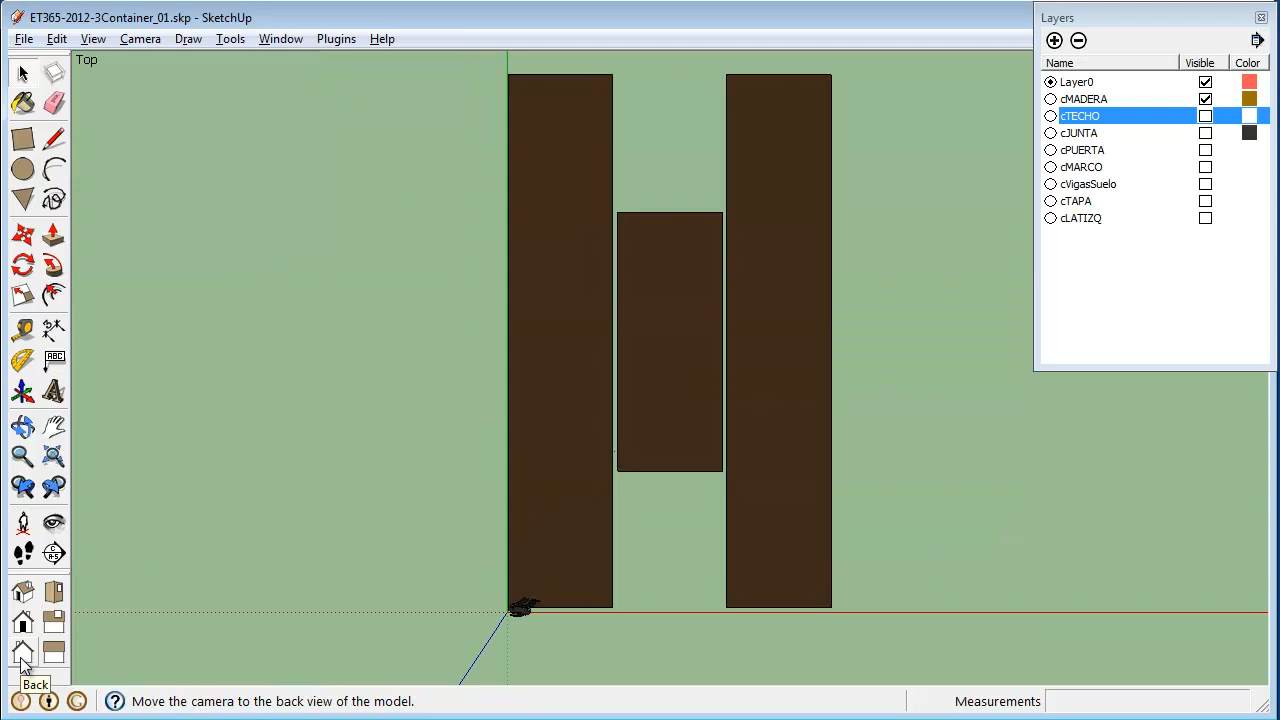 ET365-2012-3Container_01.skp - SketchUp
File Edit View Camera Draw Tools Window Plugins Help
Top
ABC
C
A-5
Back
Move the camera to the back view of the model.
Measurements
Layers
Name Visible Color
Layer0
cMADERA
cTECHO
cJUNTA
cPUERTA
cMARCO
cVigasSuelo
cTAPA
cLATIZQ